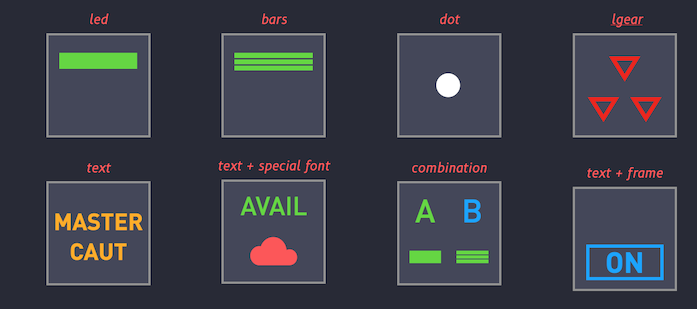 led
bars
dot
lgear
text
MASTER
CAUT
text + special font
AVAIL
combination
A B
text + frame
ON